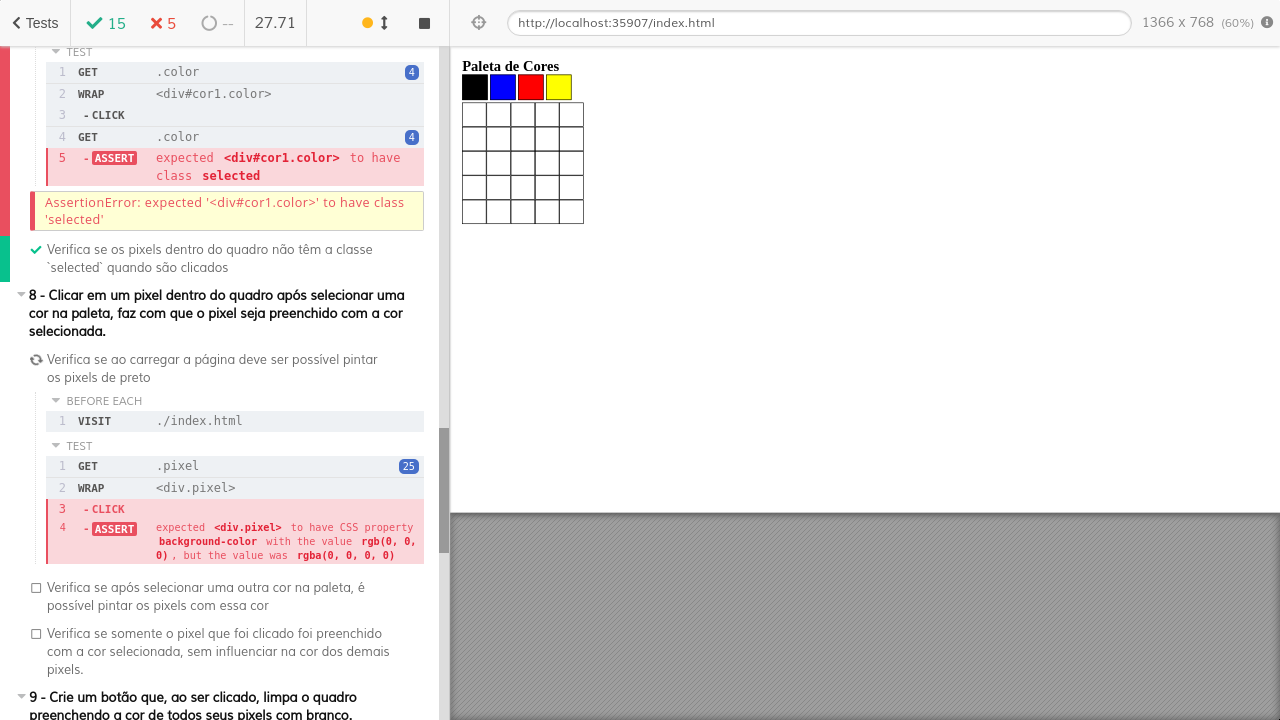 Tests 15 5 -- 27.71
http://localhost:35907/index.html 1366 x 768 (60%)
TEST
1 GET .color 4
2 WRAP <div#cor1.color>
3 -CLICK
4 GET .color 4
5 -ASSERT expected <div#cor1.color> to have
class selected
AssertionError: expected '<div#cor1.color>' to have class
'selected'
Verifica se os pixels dentro do quadro não têm a classe
`selected` quando são clicados
8 - Clicar em um pixel dentro do quadro após selecionar uma
cor na paleta, faz com que o pixel seja preenchido com a cor
selecionada.
Verifica se ao carregar a página deve ser possível pintar
os pixels de preto
BEFORE EACH
1 VISIT ./index.html
TEST
1 GET .pixel 25
2 WRAP <div.pixel>
3 -CLICK
4 -ASSERT expected <div.pixel> to have CSS property
background-color with the value rgb(0, 0,
0), but the value was rgba(0, 0, 0, 0)
Verifica se após selecionar uma outra cor na paleta, é
possível pintar os pixels com essa cor
Verifica se somente o pixel que foi clicado foi preenchido
com a cor selecionada, sem influenciar na cor dos demais
pixels.
9 - Crie um botão que, ao ser clicado, limpa o quadro
preenchendo a cor de todos seus pixels com branco.
Paleta de Cores